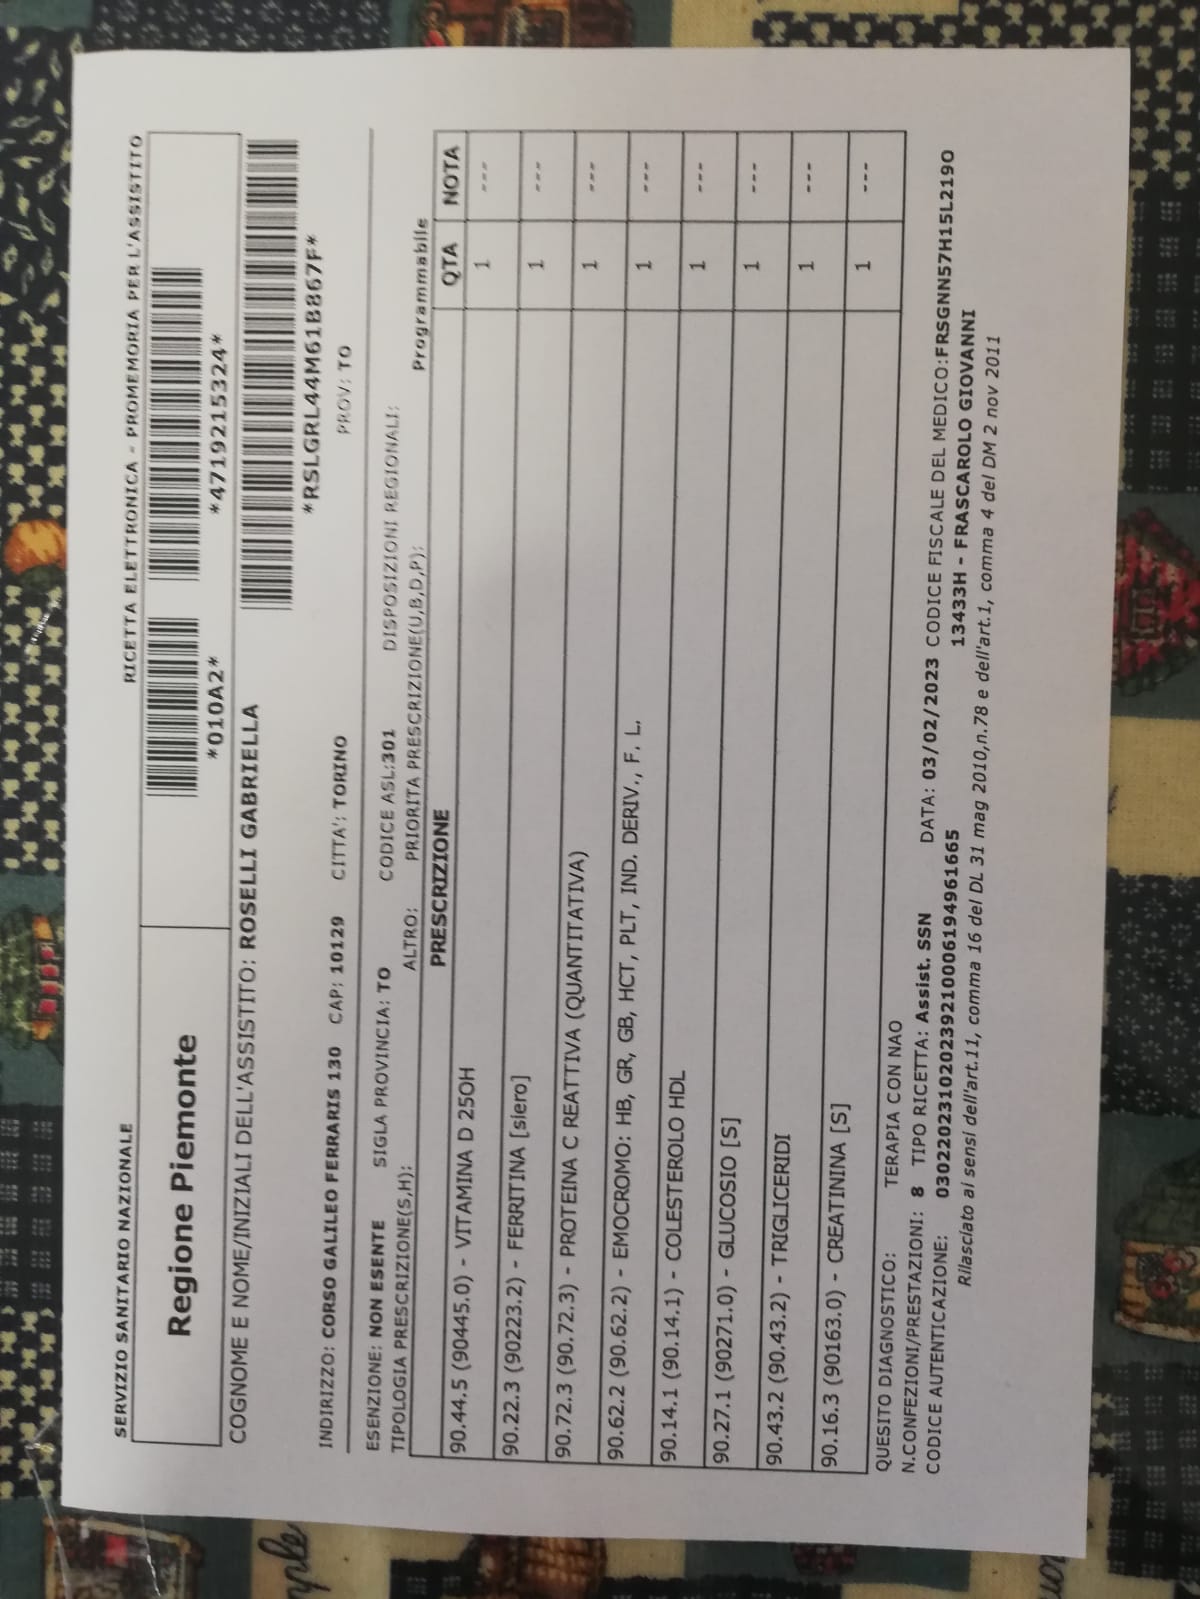 SERVIZIO SANITARIO NAZIONALE
RICETTA ELETTRONICA - PROMEMORIA PER L'ASSISTITO
Regione Piemonte
*010A2*
*4719215324*
COGNOME E NOME/INIZIALI DELL'ASSISTITO: ROSELLI GABRIELLA
*RSLGRL44M61B867F*
INDIRIZZO: CORSO GALILEO FERRARIS 130 CAP: 10129 CITTA': TORINO PROV: TO
ESENZIONE: NON ESENTE SIGLA PROVINCIA: TO CODICE ASL:301 DISPOSIZIONI REGIONALI:
TIPOLOGIA PRESCRIZIONE(S,H): ALTRO: PRIORITA PRESCRIZIONE(U,B,D,P): Programmabile
PRESCRIZIONE QTA NOTA
90.44.5 (90445.0) - VITAMINA D 25OH 1 ---
90.22.3 (90223.2) - FERRITINA [siero] 1 ---
90.72.3 (90.72.3) - PROTEINA C REATTIVA (QUANTITATIVA) 1 ---
90.62.2 (90.62.2) - EMOCROMO: HB, GR, GB, HCT, PLT, IND. DERIV., F. L. 1 ---
90.14.1 (90.14.1) - COLESTEROLO HDL 1 ---
90.27.1 (90271.0) - GLUCOSIO [S] 1 ---
90.43.2 (90.43.2) - TRIGLICERIDI 1 ---
90.16.3 (90163.0) - CREATININA [S] 1 ---
QUESITO DIAGNOSTICO: TERAPIA CON NAO
N.CONFEZIONI/PRESTAZIONI: 8 TIPO RICETTA: Assist. SSN DATA: 03/02/2023 CODICE FISCALE DEL MEDICO:FRSGNN57H15L219O
CODICE AUTENTICAZIONE: 030220231020239210006194961665 13433H - FRASCAROLO GIOVANNI
Rilasciato ai sensi dell'art.11, comma 16 del DL 31 mag 2010,n.78 e dell'art.1, comma 4 del DM 2 nov 2011